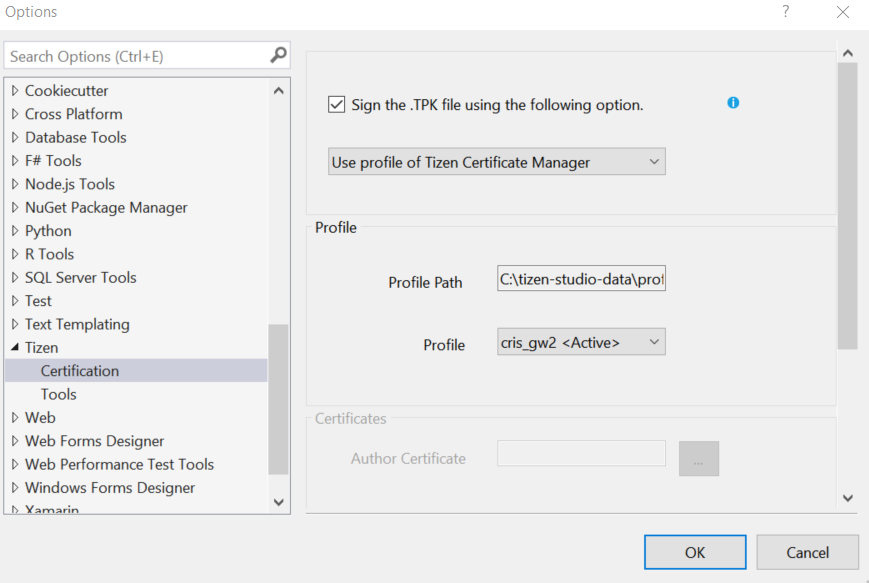 Options
?
Search Options (Ctrl+E)
Cookiecutter
Cross Platform
Database Tools
F# Tools
Node.js Tools
NuGet Package Manager
Python
R Tools
SQL Server Tools
Test
Text Templating
Tizen
Certification
Tools
Web
Web Forms Designer
Web Performance Test Tools
Windows Forms Designer
Xamarin
Sign the .TPK file using the following option.
Use profile of Tizen Certificate Manager
Profile
Profile Path
C:\tizen-studio-data\prof
Profile
cris_gw2 <Active>
Certificates
Author Certificate
...
OK
Cancel